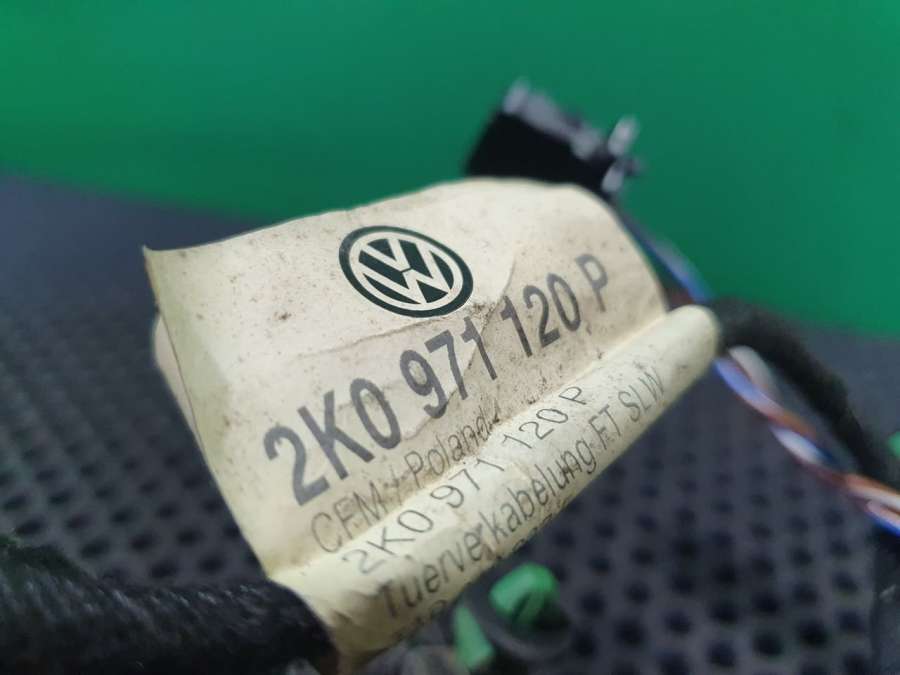 2K0 971 120 P
CFM / Poland
2K0 971 120 P
Tuerverkabelung FT SLW